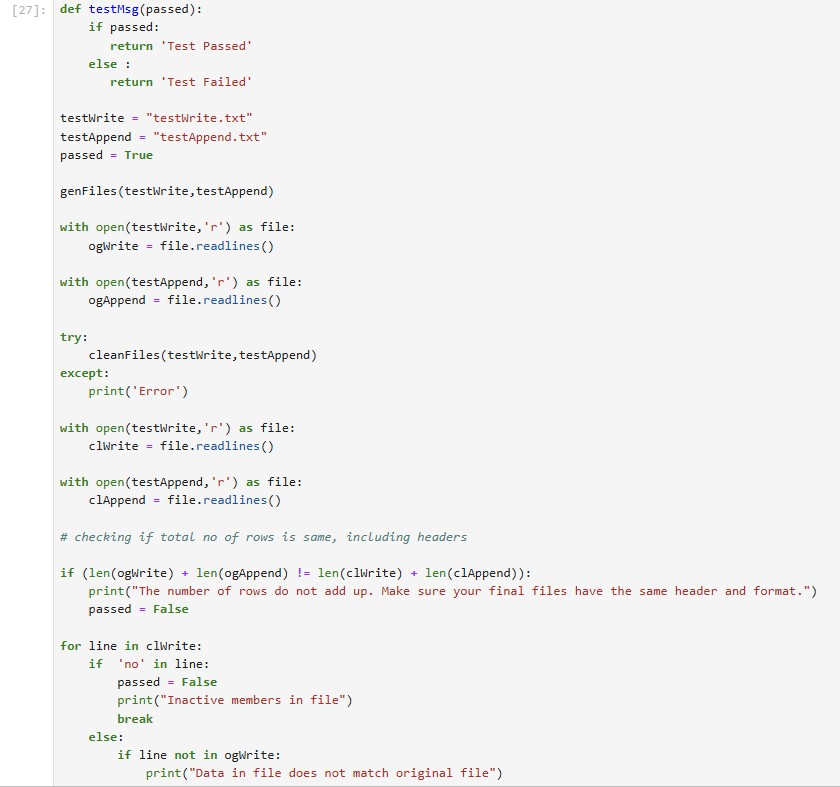 [27]: def testMsg(passed):
    if passed:
       return 'Test Passed'
    else :
       return 'Test Failed'

testWrite = "testWrite.txt"
testAppend = "testAppend.txt"
passed = True

genFiles(testWrite,testAppend)

with open(testWrite,'r') as file:
    ogWrite = file.readlines()

with open(testAppend,'r') as file:
    ogAppend = file.readlines()

try:
    cleanFiles(testWrite,testAppend)
except:
    print('Error')

with open(testWrite,'r') as file:
    clWrite = file.readlines()

with open(testAppend,'r') as file:
    clAppend = file.readlines()

# checking if total no of rows is same, including headers

if (len(ogWrite) + len(ogAppend) != len(clWrite) + len(clAppend)):
    print("The number of rows do not add up. Make sure your final files have the same header and format.")
    passed = False

for line in clWrite:
    if  'no' in line:
        passed = False
        print("Inactive members in file")
        break
    else:
        if line not in ogWrite:
            print("Data in file does not match original file")